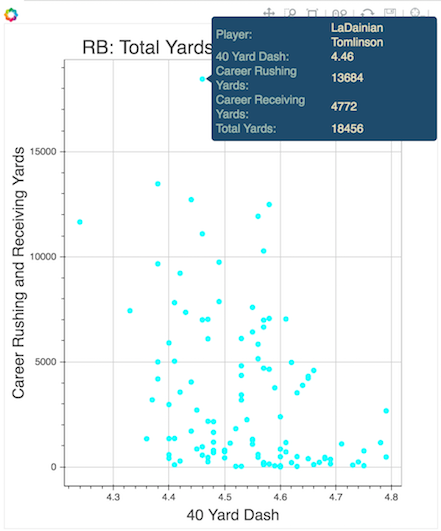 RB: Total Yards
Player: LaDainian Tomlinson
40 Yard Dash: 4.46
Career Rushing Yards: 13684
Career Receiving Yards: 4772
Total Yards: 18456
Career Rushing and Receiving Yards
15000
10000
5000
0
4.3 4.4 4.5 4.6 4.7 4.8
40 Yard Dash